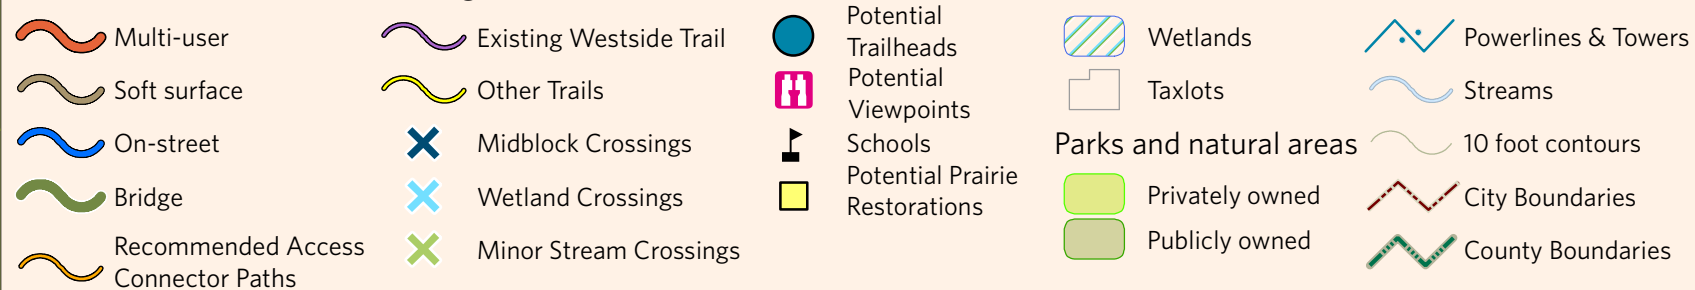 Multi-user
Soft surface
On-street
Bridge
Recommended Access
Connector Paths
Existing Westside Trail
Other Trails
Midblock Crossings
Wetland Crossings
Minor Stream Crossings
Potential
Trailheads
Potential
Viewpoints
Schools
Potential Prairie
Restorations
Wetlands
Taxlots
Parks and natural areas
Privately owned
Publicly owned
Powerlines & Towers
Streams
10 foot contours
City Boundaries
County Boundaries